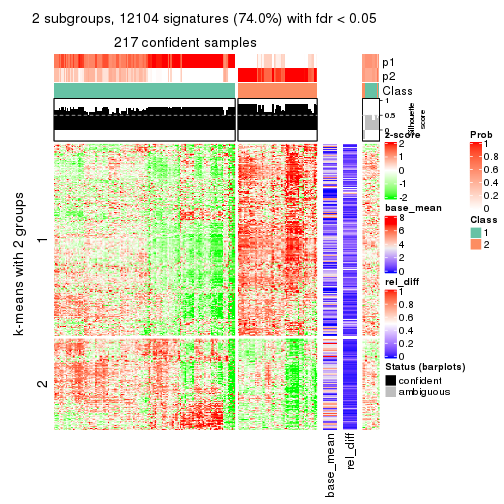 2 subgroups, 12104 signatures (74.0%) with fdr < 0.05
217 confident samples
p1
p2
Class
1
0.5
0
Silhouette
score
k-means with 2 groups
1
2
base_mean
rel_diff
z-score
2
1
0
-1
-2
base_mean
8
6
4
2
0
rel_diff
1
0.8
0.6
0.4
0.2
0
Status (barplots)
confident
ambiguous
Prob
1
0.8
0.6
0.4
0.2
0
Class
1
2